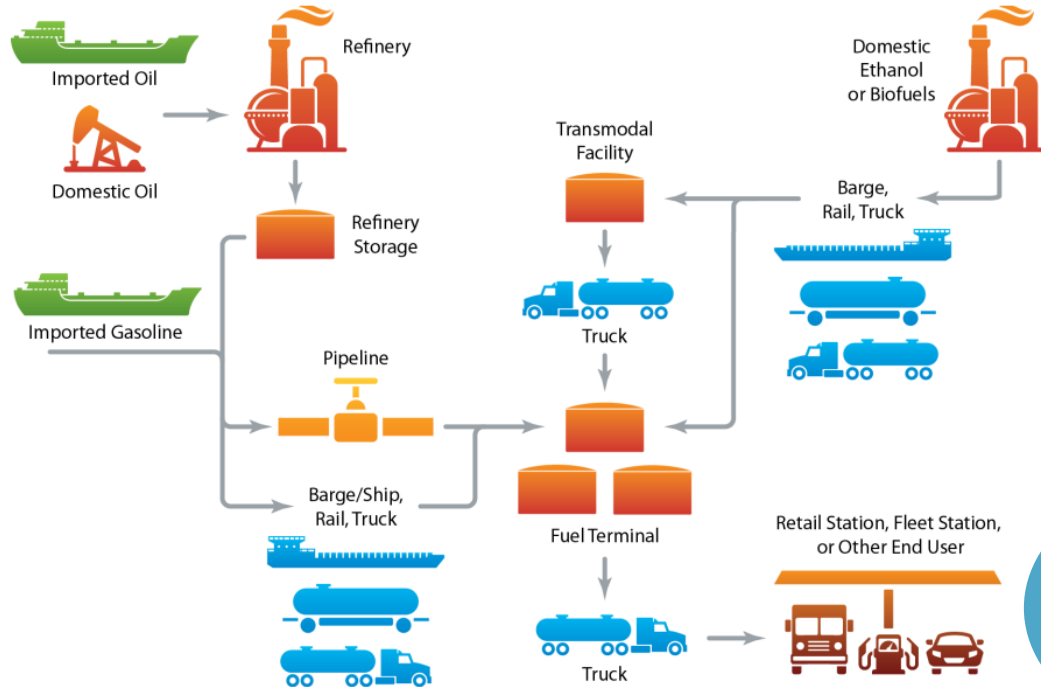 Imported Oil
Domestic Oil
Refinery
Refinery
Storage
Imported Gasoline
Pipeline
Barge/Ship,
Rail, Truck
Transmodal
Facility
Truck
Fuel Terminal
Truck
Domestic
Ethanol
or Biofuels
Barge,
Rail, Truck
Retail Station, Fleet Station,
or Other End User